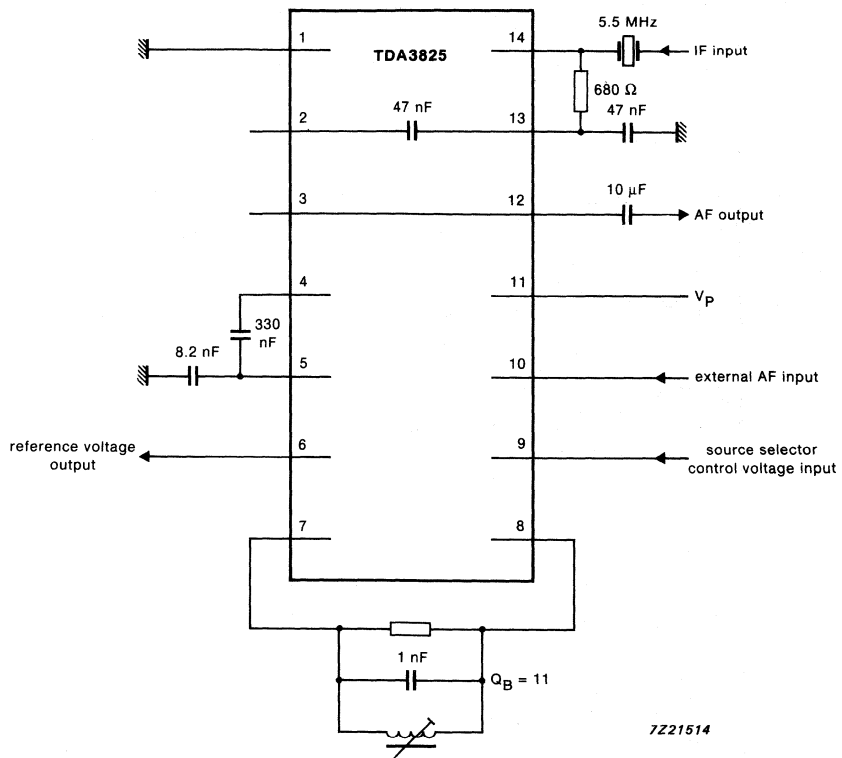 1
TDA3825
14
5.5 MHz
IF input
680 Ω
2
47 nF
13
47 nF
3
12
10 μF
AF output
4
11
V_P
330
nF
8.2 nF
5
10
external AF input
reference voltage
output
6
9
source selector
control voltage input
7
8
1 nF
Q_B = 11
7Z21514